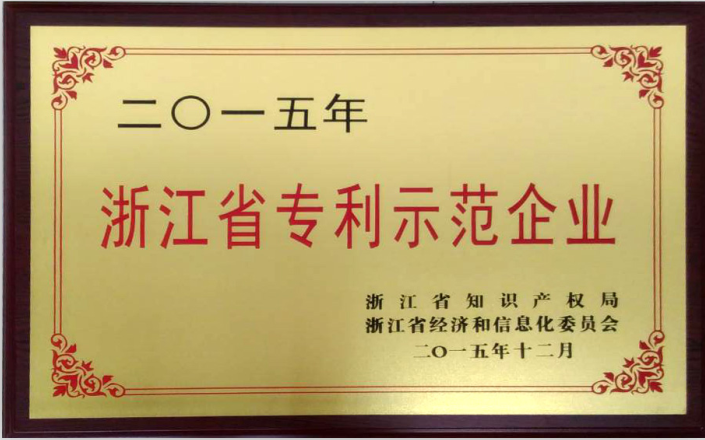 二〇一五年
浙江省专利示范企业
浙江省知识产权局
浙江省经济和信息化委员会
二〇一五年十二月